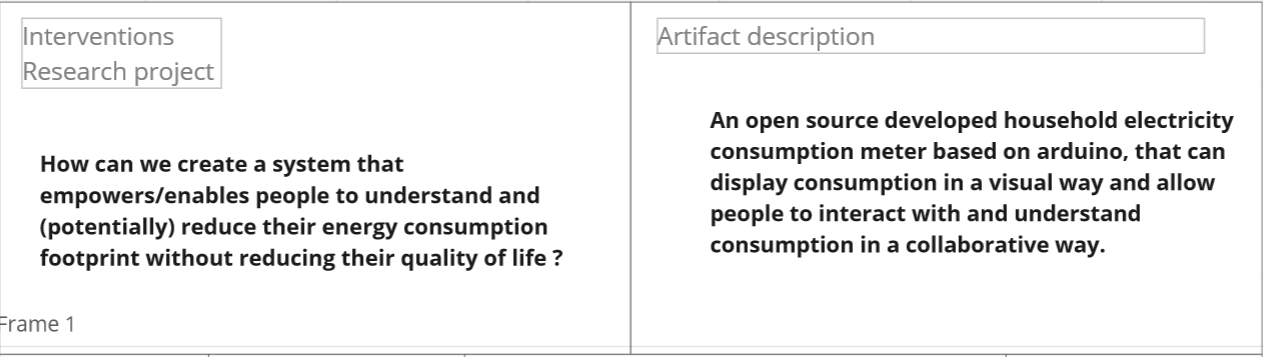 Interventions
Research project
How can we create a system that
empowers/enables people to understand and
(potentially) reduce their energy consumption
footprint without reducing their quality of life ?
Frame 1
Artifact description
An open source developed household electricity
consumption meter based on arduino, that can
display consumption in a visual way and allow
people to interact with and understand
consumption in a collaborative way.